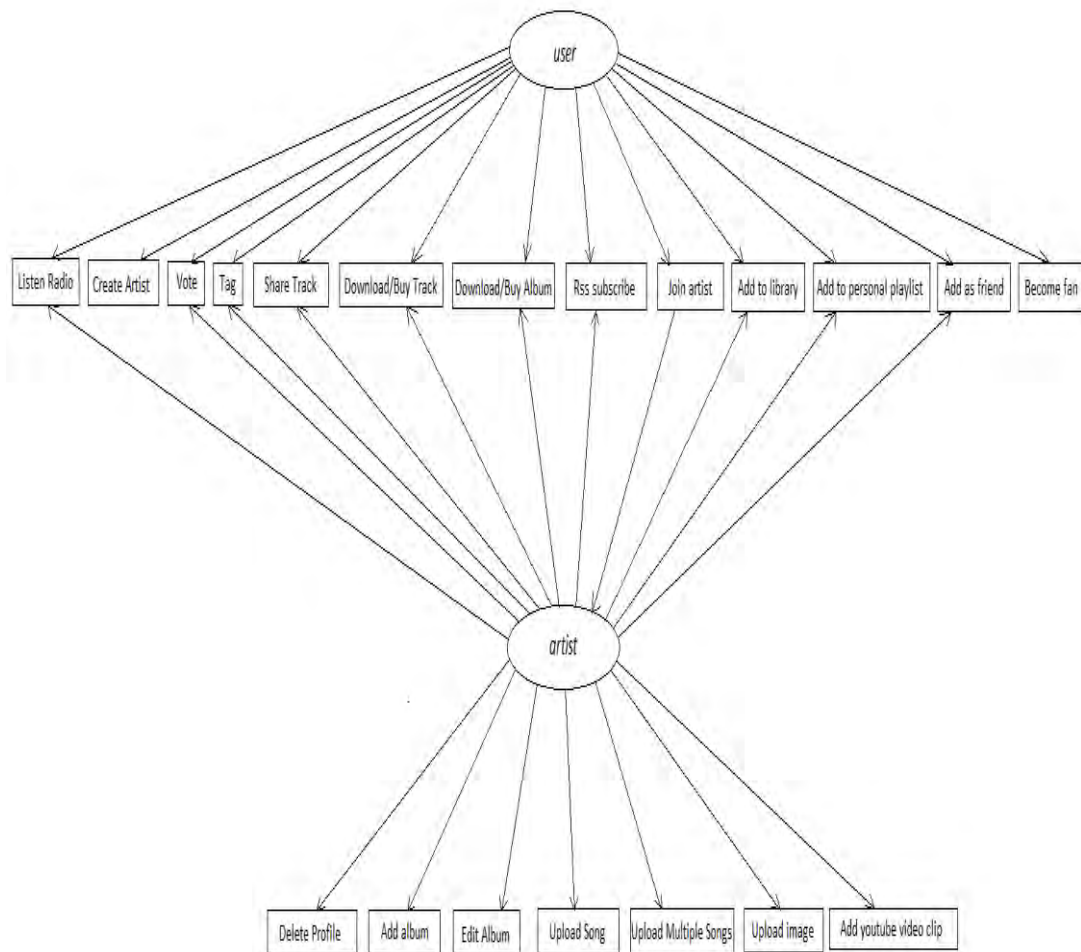 user
Listen Radio
Create Artist
Vote
Tag
Share Track
Download/Buy Track
Download/Buy Album
Rss subscribe
Join artist
Add to library
Add to personal playlist
Add as friend
Become fan
artist
Delete Profile
Add album
Edit Album
Upload Song
Upload Multiple Songs
Upload image
Add youtube video clip